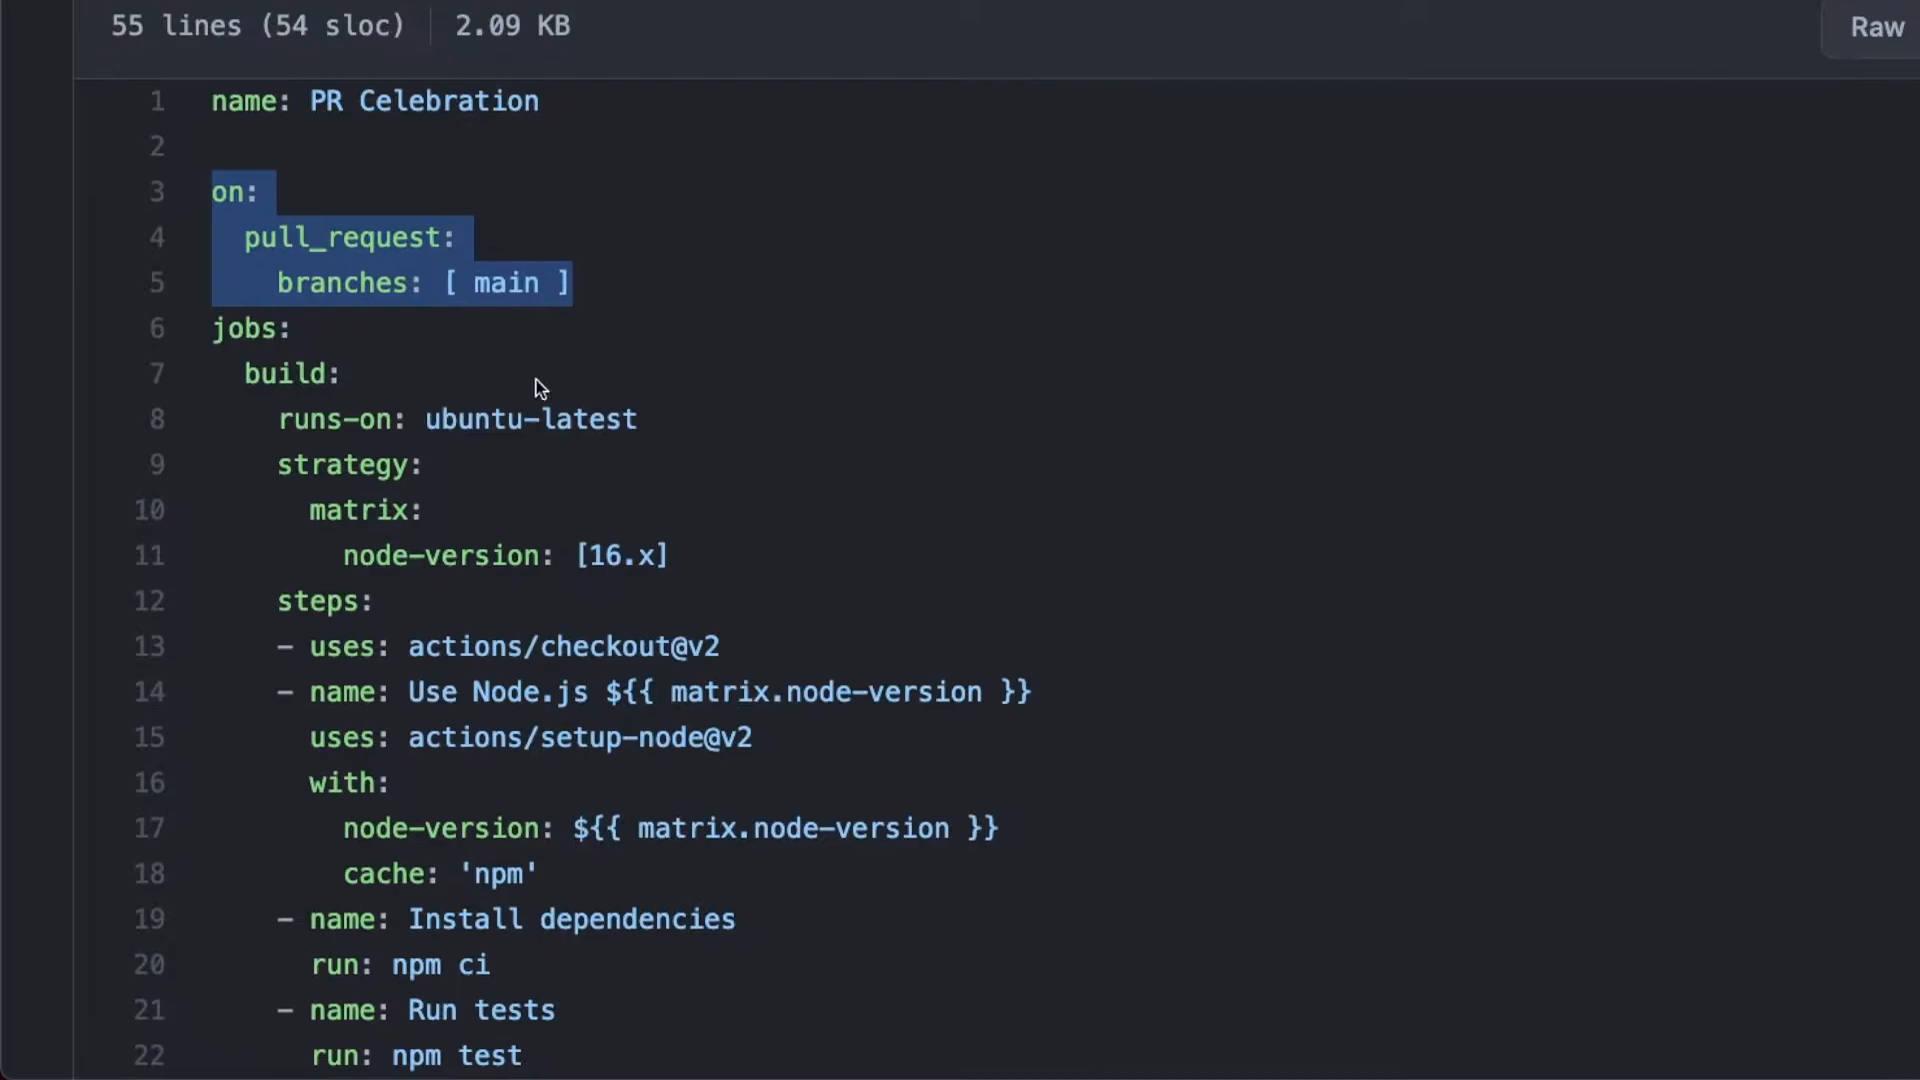 55 lines (54 sloc) 2.09 KB Raw
1 name: PR Celebration
2
3 on:
4   pull_request:
5     branches: [ main ]
6 jobs:
7   build:
8     runs-on: ubuntu-latest
9     strategy:
10       matrix:
11         node-version: [16.x]
12     steps:
13     - uses: actions/checkout@v2
14     - name: Use Node.js ${{ matrix.node-version }}
15       uses: actions/setup-node@v2
16       with:
17         node-version: ${{ matrix.node-version }}
18         cache: 'npm'
19     - name: Install dependencies
20       run: npm ci
21     - name: Run tests
22       run: npm test